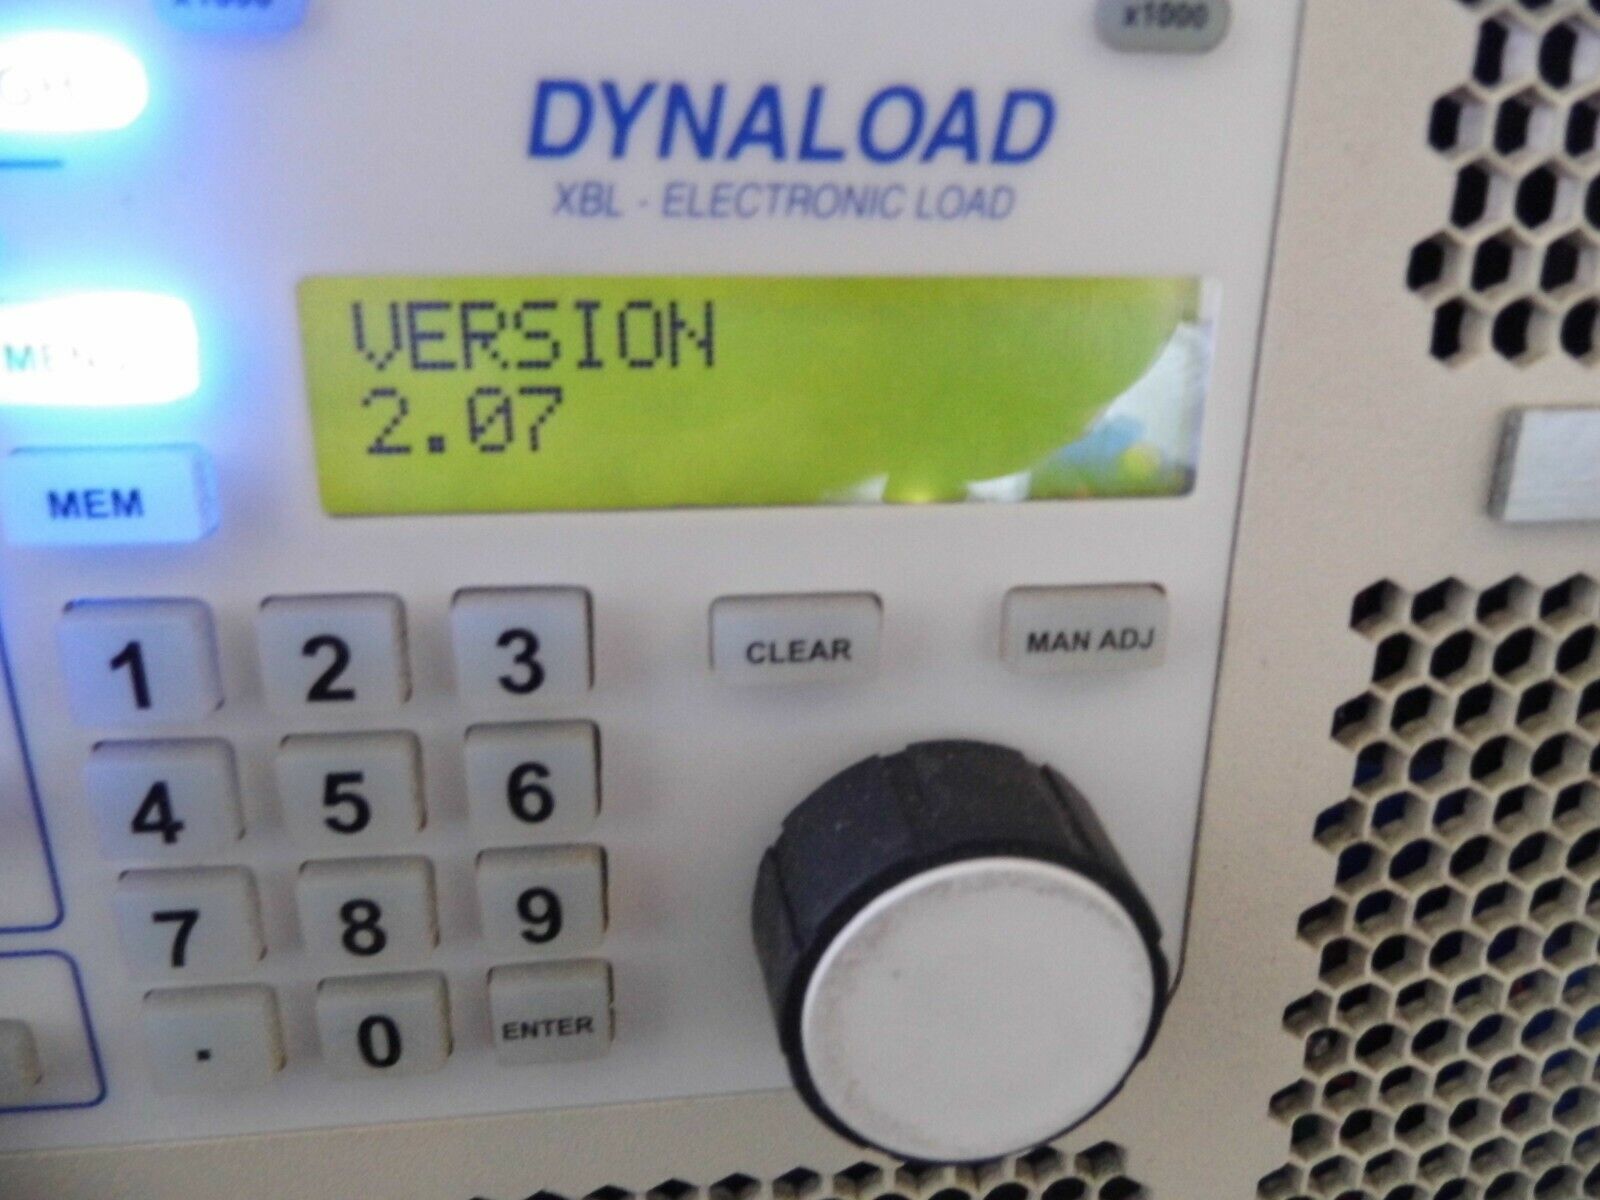 x1000
x1000
DYNALOAD
XBL - ELECTRONIC LOAD
VERSION
2.07
MEM
1 2 3 CLEAR MAN ADJ
4 5 6
7 8 9
. 0 ENTER